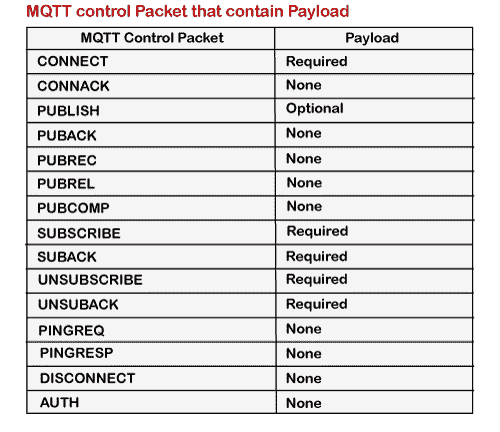 MQTT control Packet that contain Payload
MQTT Control Packet Payload
CONNECT Required
CONNACK None
PUBLISH Optional
PUBACK None
PUBREC None
PUBREL None
PUBCOMP None
SUBSCRIBE Required
SUBACK Required
UNSUBSCRIBE Required
UNSUBACK Required
PINGREQ None
PINGRESP None
DISCONNECT None
AUTH None